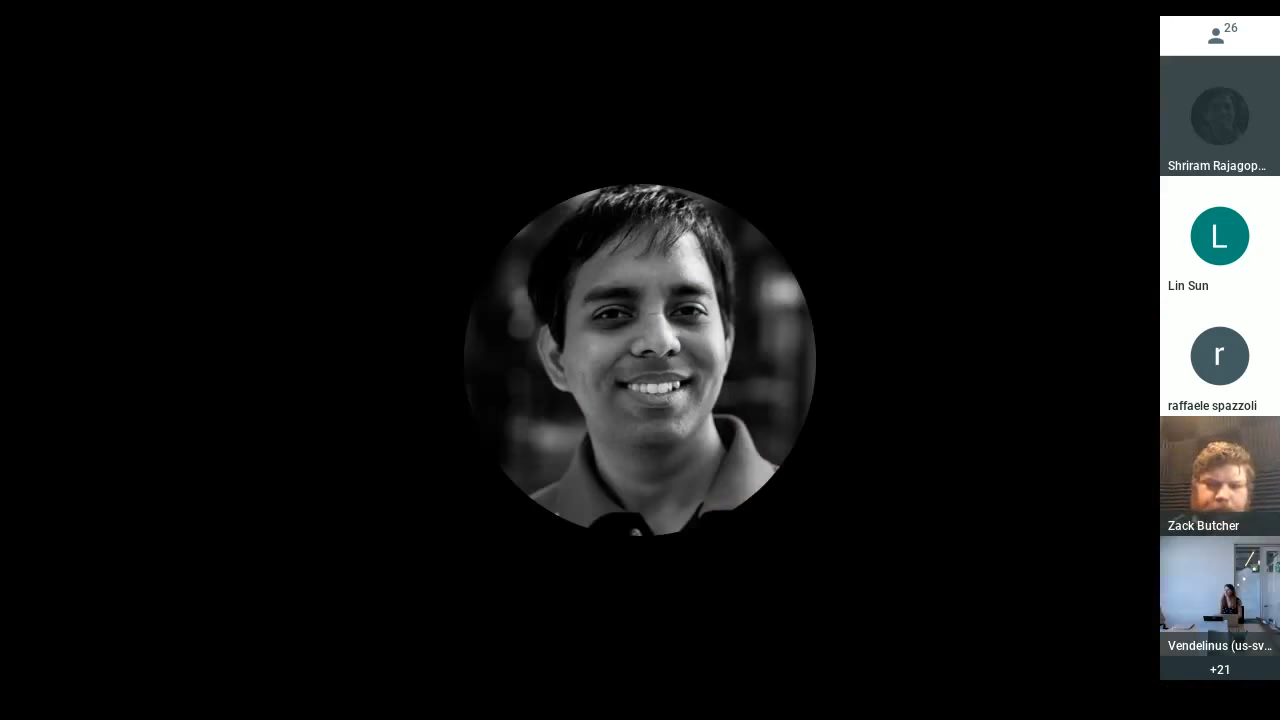 26
Shriram Rajagop...
L
Lin Sun
r
raffaele spazzoli
Zack Butcher
Vendelinus (us-sv...
+21